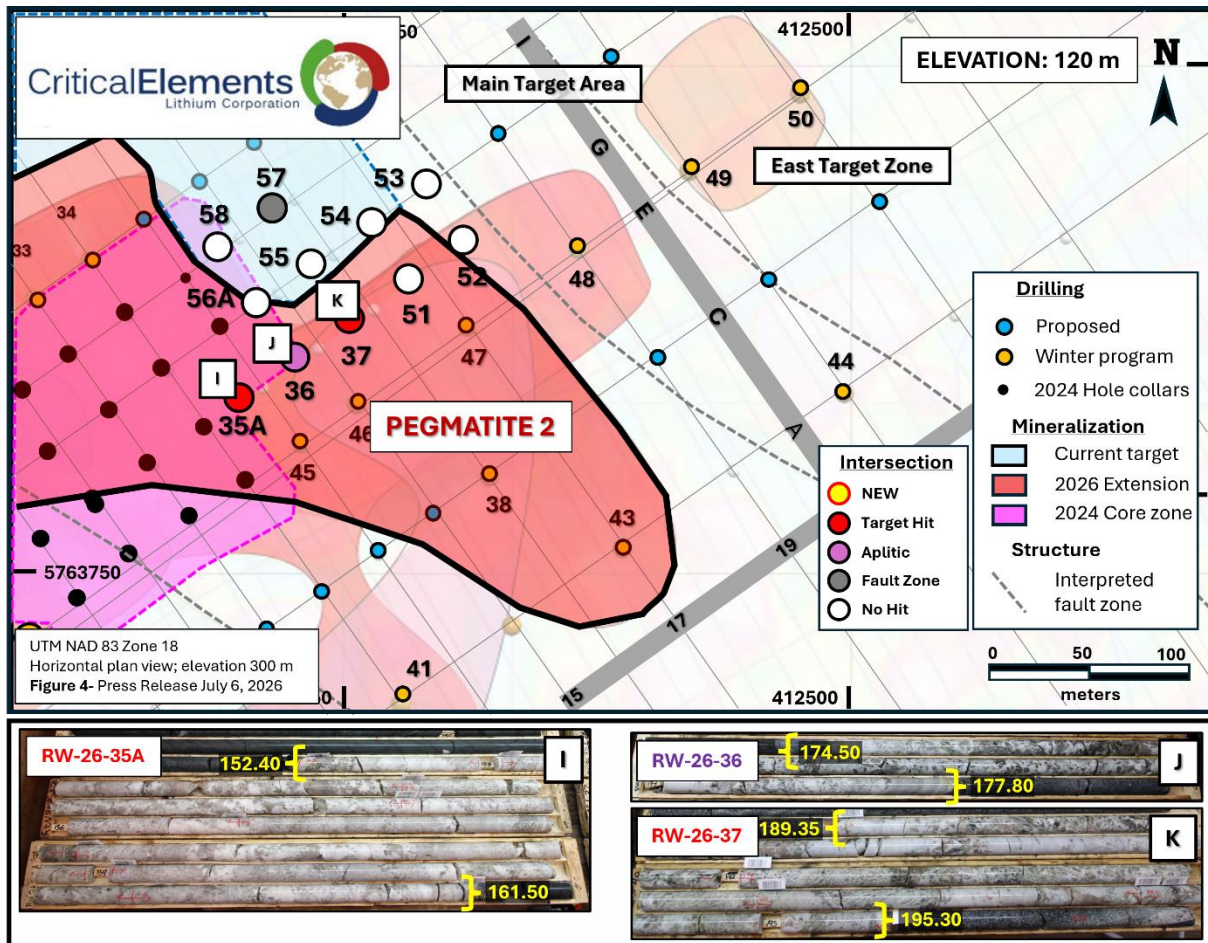 CriticalElements
Lithium Corporation
50
412500
Main Target Area
ELEVATION: 120 m
N
East Target Zone
I
G
E
C
A
50
49
48
44
53
57
54
58
55
52
34
33
56A
K
51
J
37
47
I
36
35A
46
PEGMATITE 2
45
38
43
19
17
15
41
5763750
Drilling
Proposed
Winter program
2024 Hole collars
Mineralization
Current target
2026 Extension
2024 Core zone
Structure
Interpreted
fault zone
Intersection
NEW
Target Hit
Aplitic
Fault Zone
No Hit
0 50 100
meters
UTM NAD 83 Zone 18
Horizontal plan view; elevation 300 m
Figure 4- Press Release July 6, 2026
50
412500
RW-26-35A
I
152.40
161.50
RW-26-36
J
174.50
177.80
RW-26-37
K
189.35
195.30